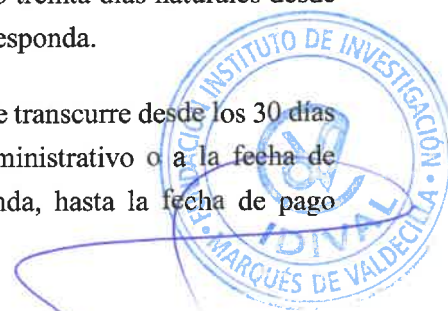 treinta días naturales desde
esponda.
e transcurre desde los 30 días
ministrativo o a la fecha de
nda, hasta la fecha de pago
FUNDACIÓN INSTITUTO DE INVESTIGACIÓN
MARQUÉS DE VALDECILLA
IDIVAL